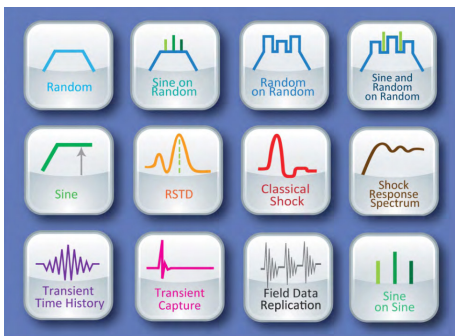 Random
Sine on
Random
Random
on Random
Sine and
Random
on Random
Sine
RSTD
Classical
Shock
Shock
Response
Spectrum
Transient
Time History
Transient
Capture
Field Data
Replication
Sine
on Sine